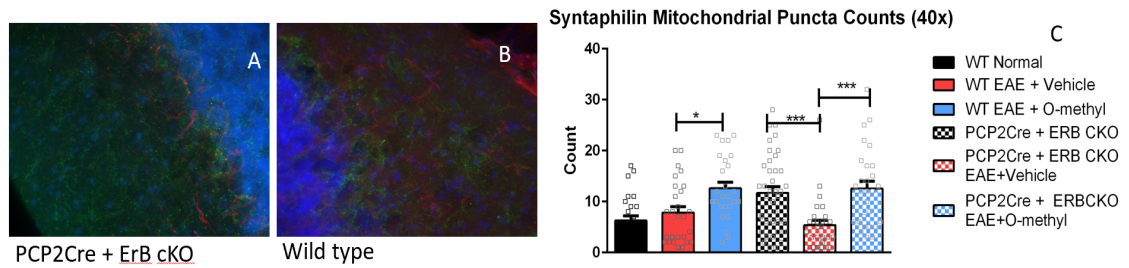 A
B
PCP2Cre + ErB cKO
Wild type
Syntaphilin Mitochondrial Puncta Counts (40x)
C
Count
40
30
20
10
0
*
***
***
WT Normal
WT EAE + Vehicle
WT EAE + O-methyl
PCP2Cre + ERB CKO
PCP2Cre + ERB CKO
EAE+Vehicle
PCP2Cre + ERBCKO
EAE+O-methyl